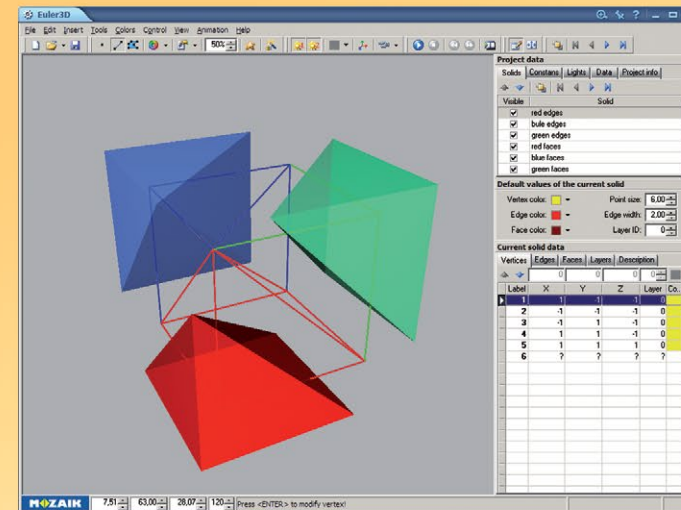 Euler3D
File Edit Insert Tools Colors Control View Animation Help
50%
Project data
Solids Constans Lights Data Project info
Visible Solid
red edges
bule edges
green edges
red faces
blue faces
green faces
Default values of the current solid
Vertex color: Point size: 6,00
Edge color: Edge width: 2,00
Face color: Layer ID: 0
Current solid data
Vertices Edges Faces Layers Description
0 0 0 0
Label X Y Z Layer Co..
1 1 -1 -1 0
2 -1 -1 -1 0
3 -1 1 -1 0
4 1 1 -1 0
5 1 1 1 0
6 ? ? ? ?
MOZAIK 7,51 63,00 28,07 120 Press <ENTER> to modify vertex!